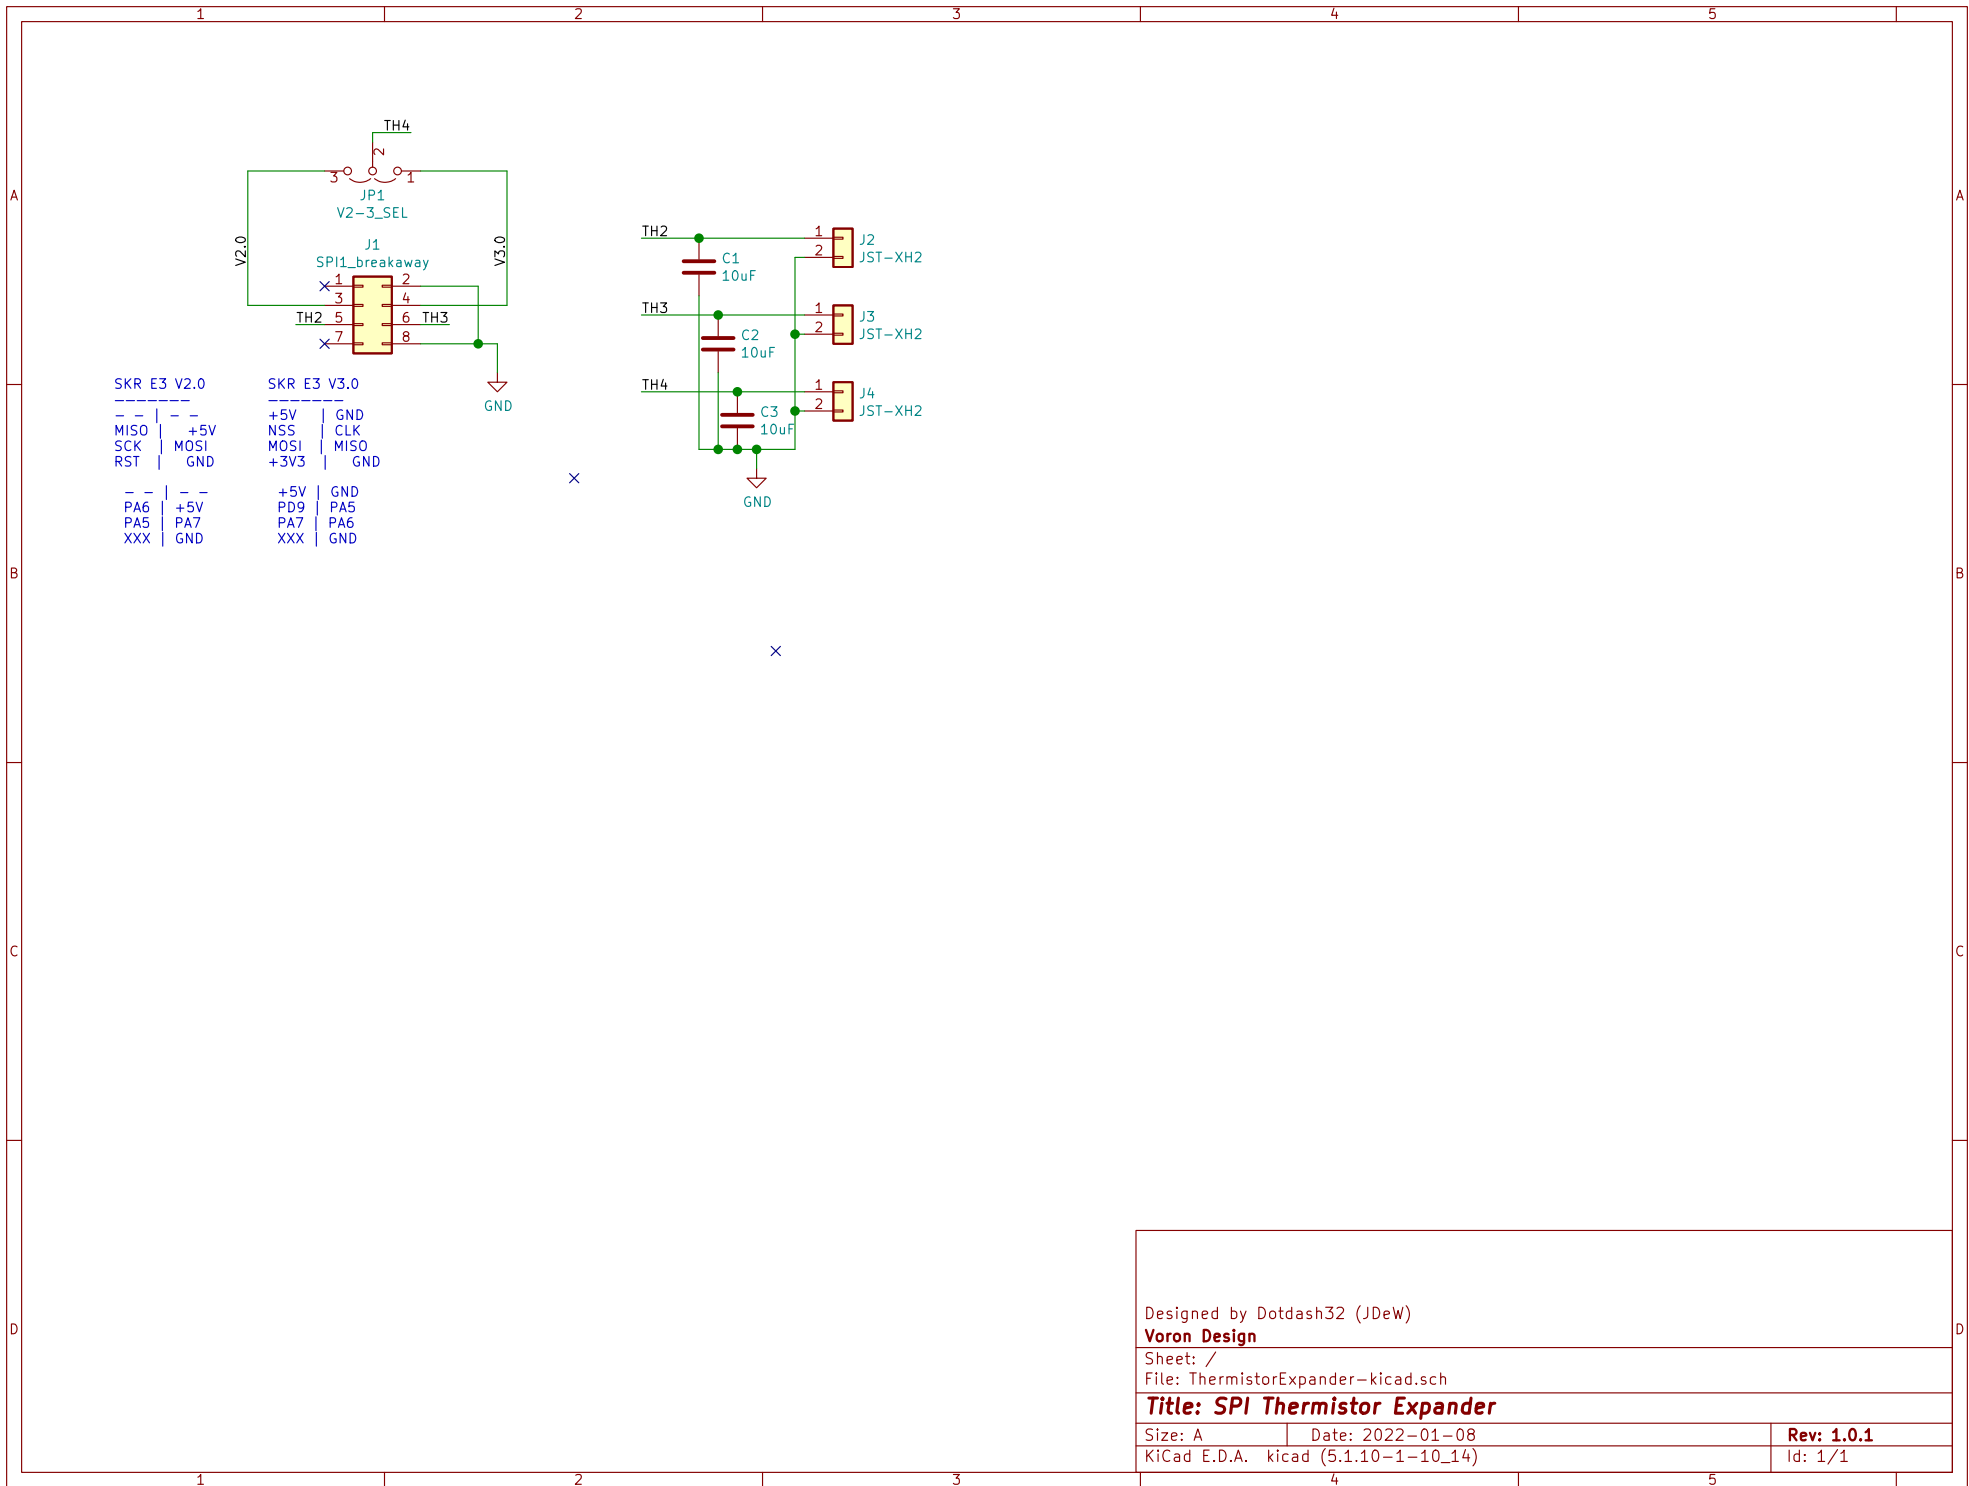 1 2 3 4 5
A A
B B
C C
D D
TH4
2
3 1
JP1
V2-3_SEL
V2.0
V3.0
J1
SPI1_breakaway
1 2
3 4
TH2 5 6 TH3
7 8
GND
SKR E3 V2.0
-------
- - | - -
MISO | +5V
SCK | MOSI
RST | GND
- - | - -
PA6 | +5V
PA5 | PA7
XXX | GND
SKR E3 V3.0
-------
+5V | GND
NSS | CLK
MOSI | MISO
+3V3 | GND
+5V | GND
PD9 | PA5
PA7 | PA6
XXX | GND
TH2
C1
10uF
1
2
J2
JST-XH2
TH3
C2
10uF
1
2
J3
JST-XH2
TH4
C3
10uF
1
2
J4
JST-XH2
GND
Designed by Dotdash32 (JDeW)
Voron Design
Sheet: /
File: ThermistorExpander-kicad.sch
Title: SPI Thermistor Expander
Size: A Date: 2022-01-08 Rev: 1.0.1
KiCad E.D.A. kicad (5.1.10-1-10_14) Id: 1/1
1 2 3 4 5